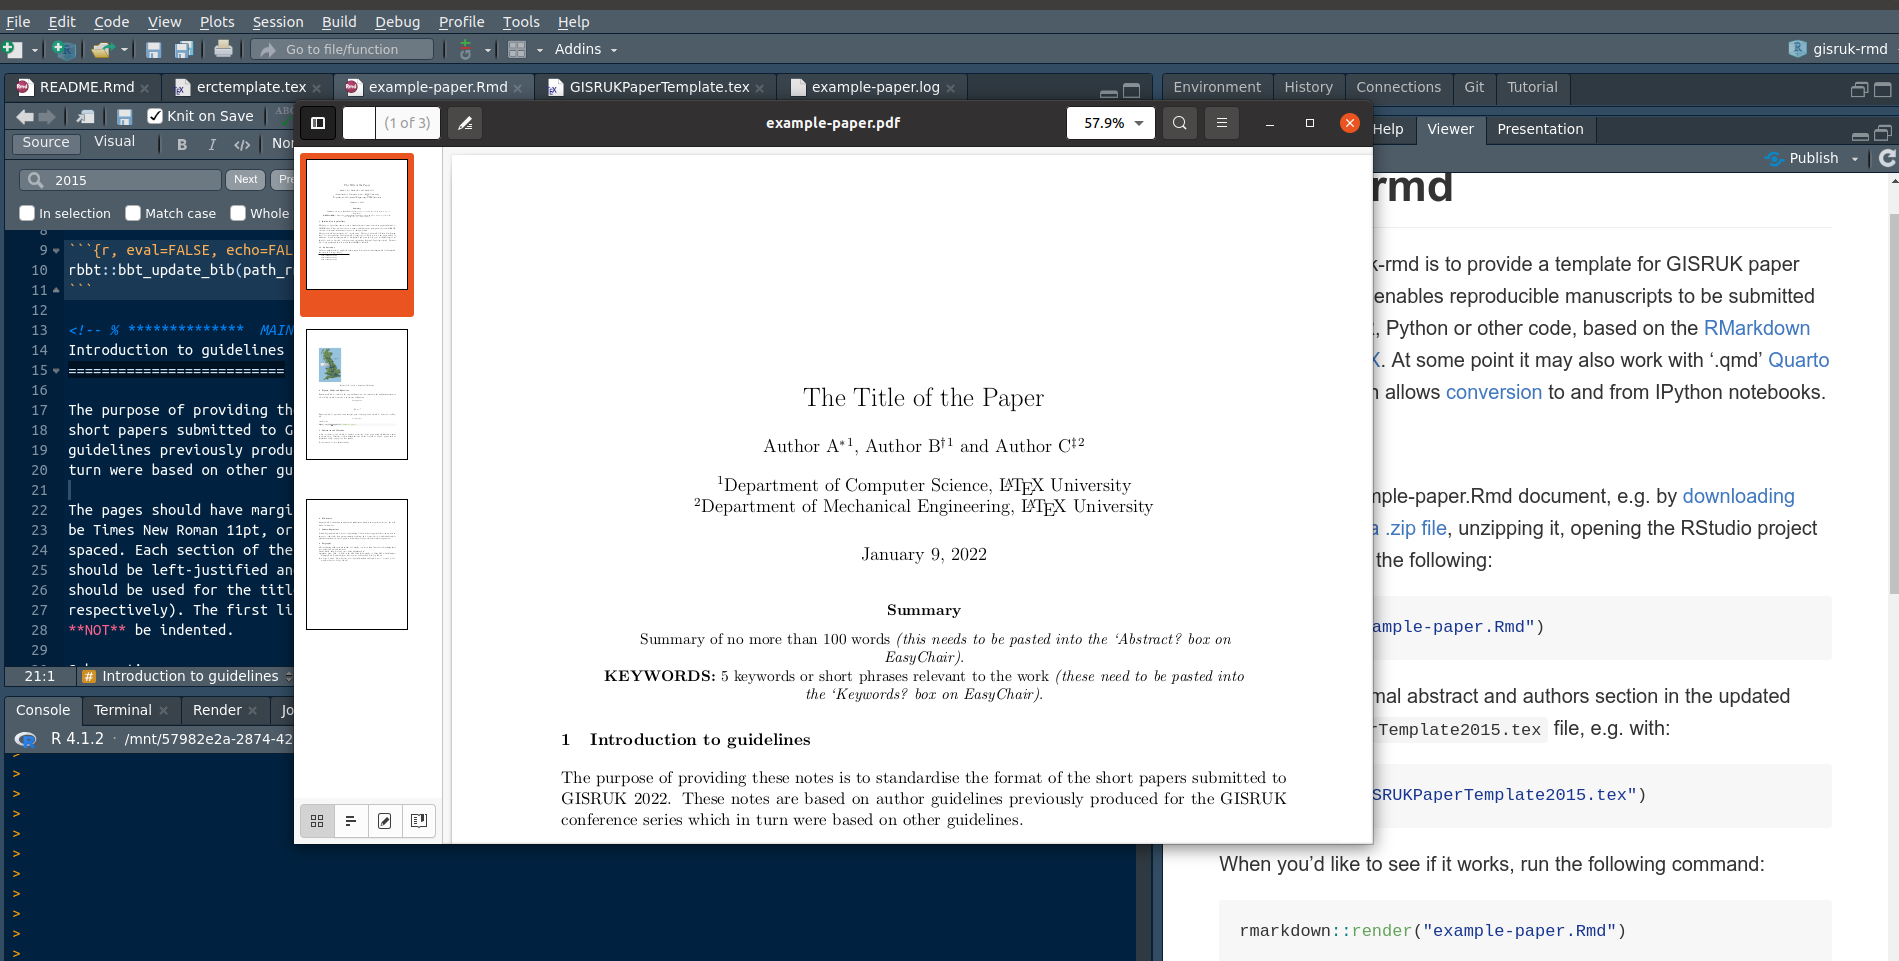 File Edit Code View Plots Session Build Debug Profile Tools Help
Go to file/function
Addins
gisruk-rmd
README.Rmd
erctemplate.tex
example-paper.Rmd
GISRUKPaperTemplate.tex
example-paper.log
Environment History Connections Git Tutorial
Knit on Save
ABC
Source Visual
B I </>
2015
Next
In selection Match case Whole
8
9 ```{r, eval=FALSE, echo=FAL
10 rbbt::bbt_update_bib(path_r
11 ```
12
13 <!-- % ************** MAIN
14 Introduction to guidelines
15 ==========================
16
17 The purpose of providing th
18 short papers submitted to G
19 guidelines previously produ
20 turn were based on other gu
21
22 The pages should have margi
23 be Times New Roman 11pt, or
24 spaced. Each section of the
25 should be left-justified an
26 should be used for the titl
27 respectively). The first li
28 **NOT** be indented.
29
21:1 # Introduction to guidelines
Console Terminal Render
R 4.1.2 · /mnt/57982e2a-2874-42
>
>
>
>
>
>
>
>
>
>
>
(1 of 3)
example-paper.pdf
57.9%
The Title of the Paper
Author A*1, Author B†1 and Author C‡2
1Department of Computer Science, LATEX University
2Department of Mechanical Engineering, LATEX University
January 9, 2022
Summary
Summary of no more than 100 words (this needs to be pasted into the ‘Abstract? box on
EasyChair).
KEYWORDS: 5 keywords or short phrases relevant to the work (these need to be pasted into
the ‘Keywords? box on EasyChair).
1 Introduction to guidelines
The purpose of providing these notes is to standardise the format of the short papers submitted to
GISRUK 2022. These notes are based on author guidelines previously produced for the GISRUK
conference series which in turn were based on other guidelines.
Help Viewer Presentation
Publish
rmd
k-rmd is to provide a template for GISRUK paper
enables reproducible manuscripts to be submitted
, Python or other code, based on the RMarkdown
X. At some point it may also work with ‘.qmd’ Quarto
allows conversion to and from IPython notebooks.
mple-paper.Rmd document, e.g. by downloading
a .zip file, unzipping it, opening the RStudio project
the following:
ample-paper.Rmd")
mal abstract and authors section in the updated
rTemplate2015.tex file, e.g. with:
SRUKPaperTemplate2015.tex")
When you’d like to see if it works, run the following command:
rmarkdown::render("example-paper.Rmd")